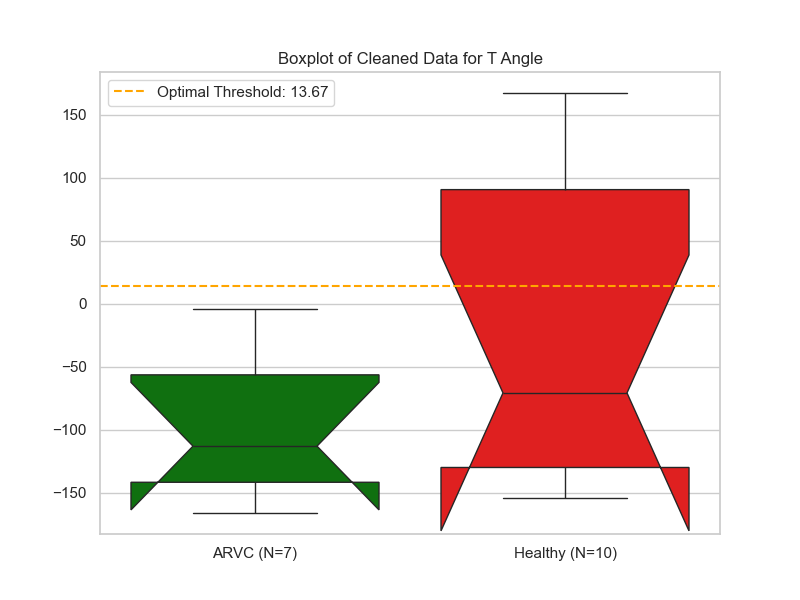 Boxplot of Cleaned Data for T Angle
Optimal Threshold: 13.67
150
100
50
0
−50
−100
−150
ARVC (N=7)
Healthy (N=10)